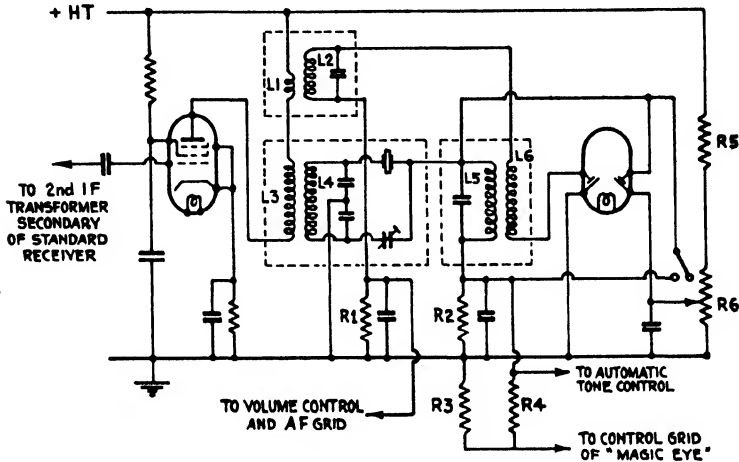 + HT
L1
L2
L3
L4
L5
L6
R5
R6
TO 2nd IF
TRANSFORMER
SECONDARY
OF STANDARD
RECEIVER
R1
R2
TO AUTOMATIC
TONE CONTROL
TO VOLUME CONTROL
AND AF GRID
R3
R4
TO CONTROL GRID
OF "MAGIC EYE"